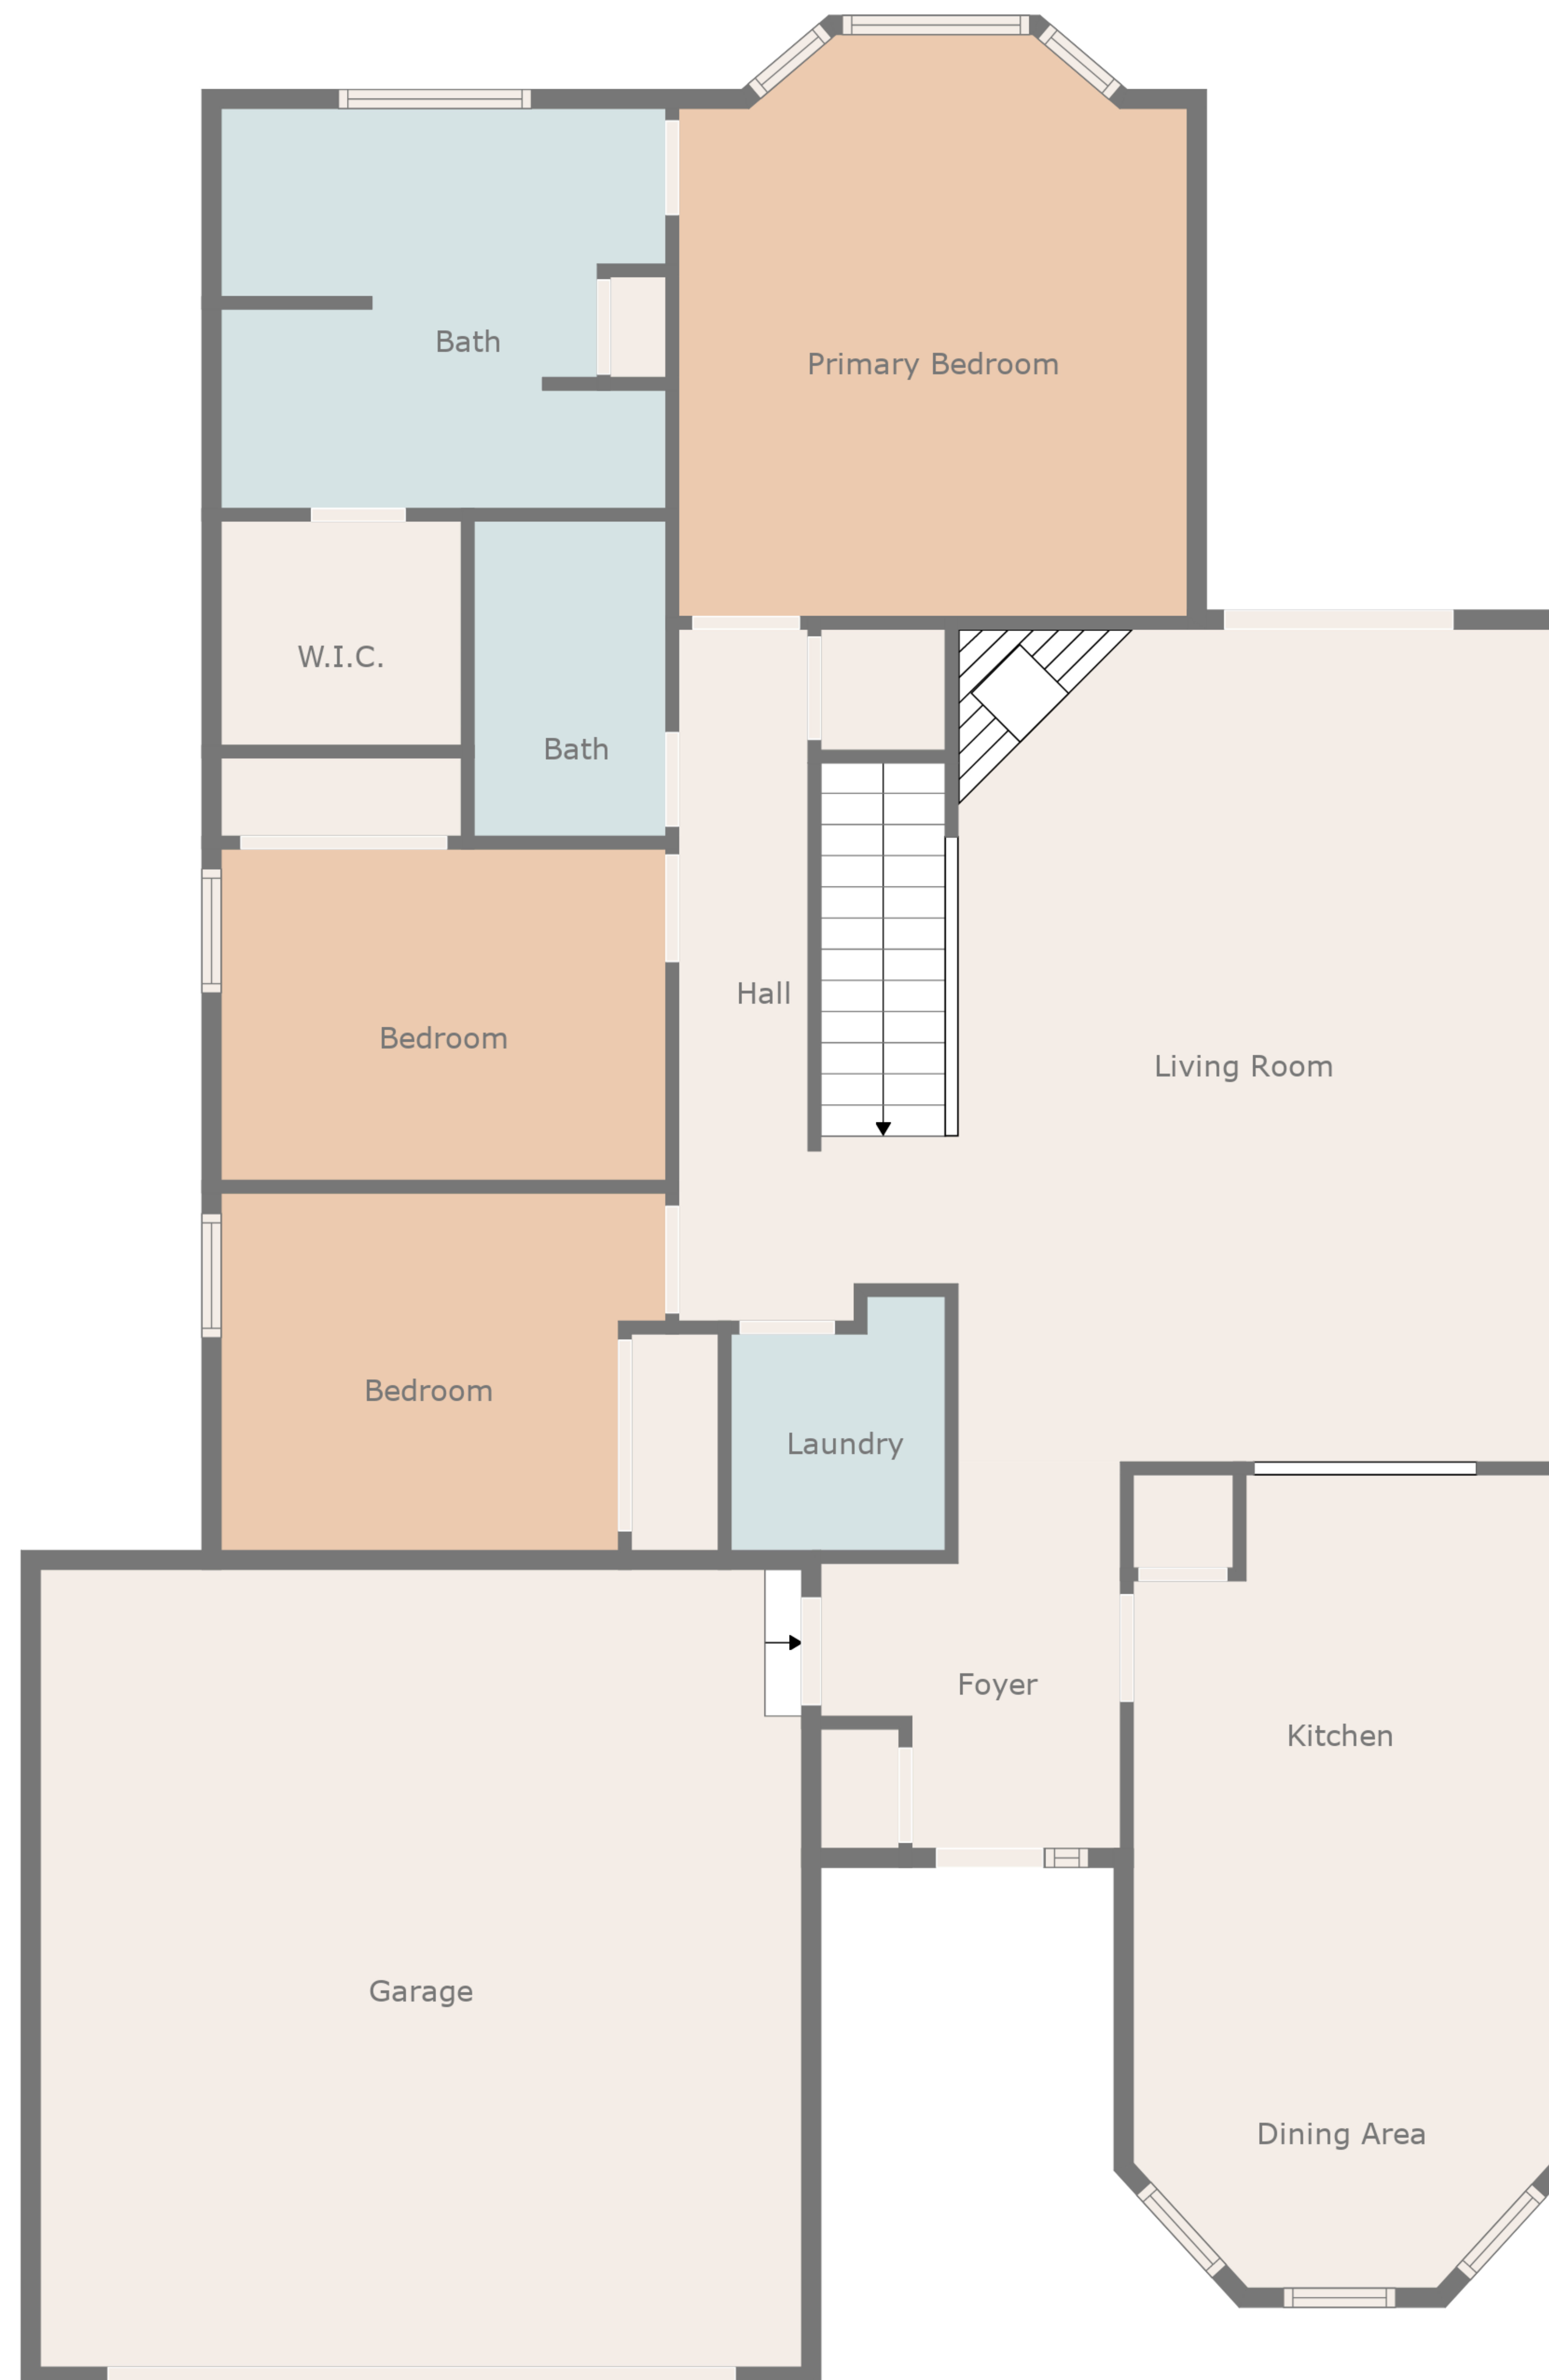 Bath
Primary Bedroom
W.I.C.
Bath
Hall
Bedroom
Living Room
Bedroom
Laundry
Foyer
Kitchen
Garage
Dining Area